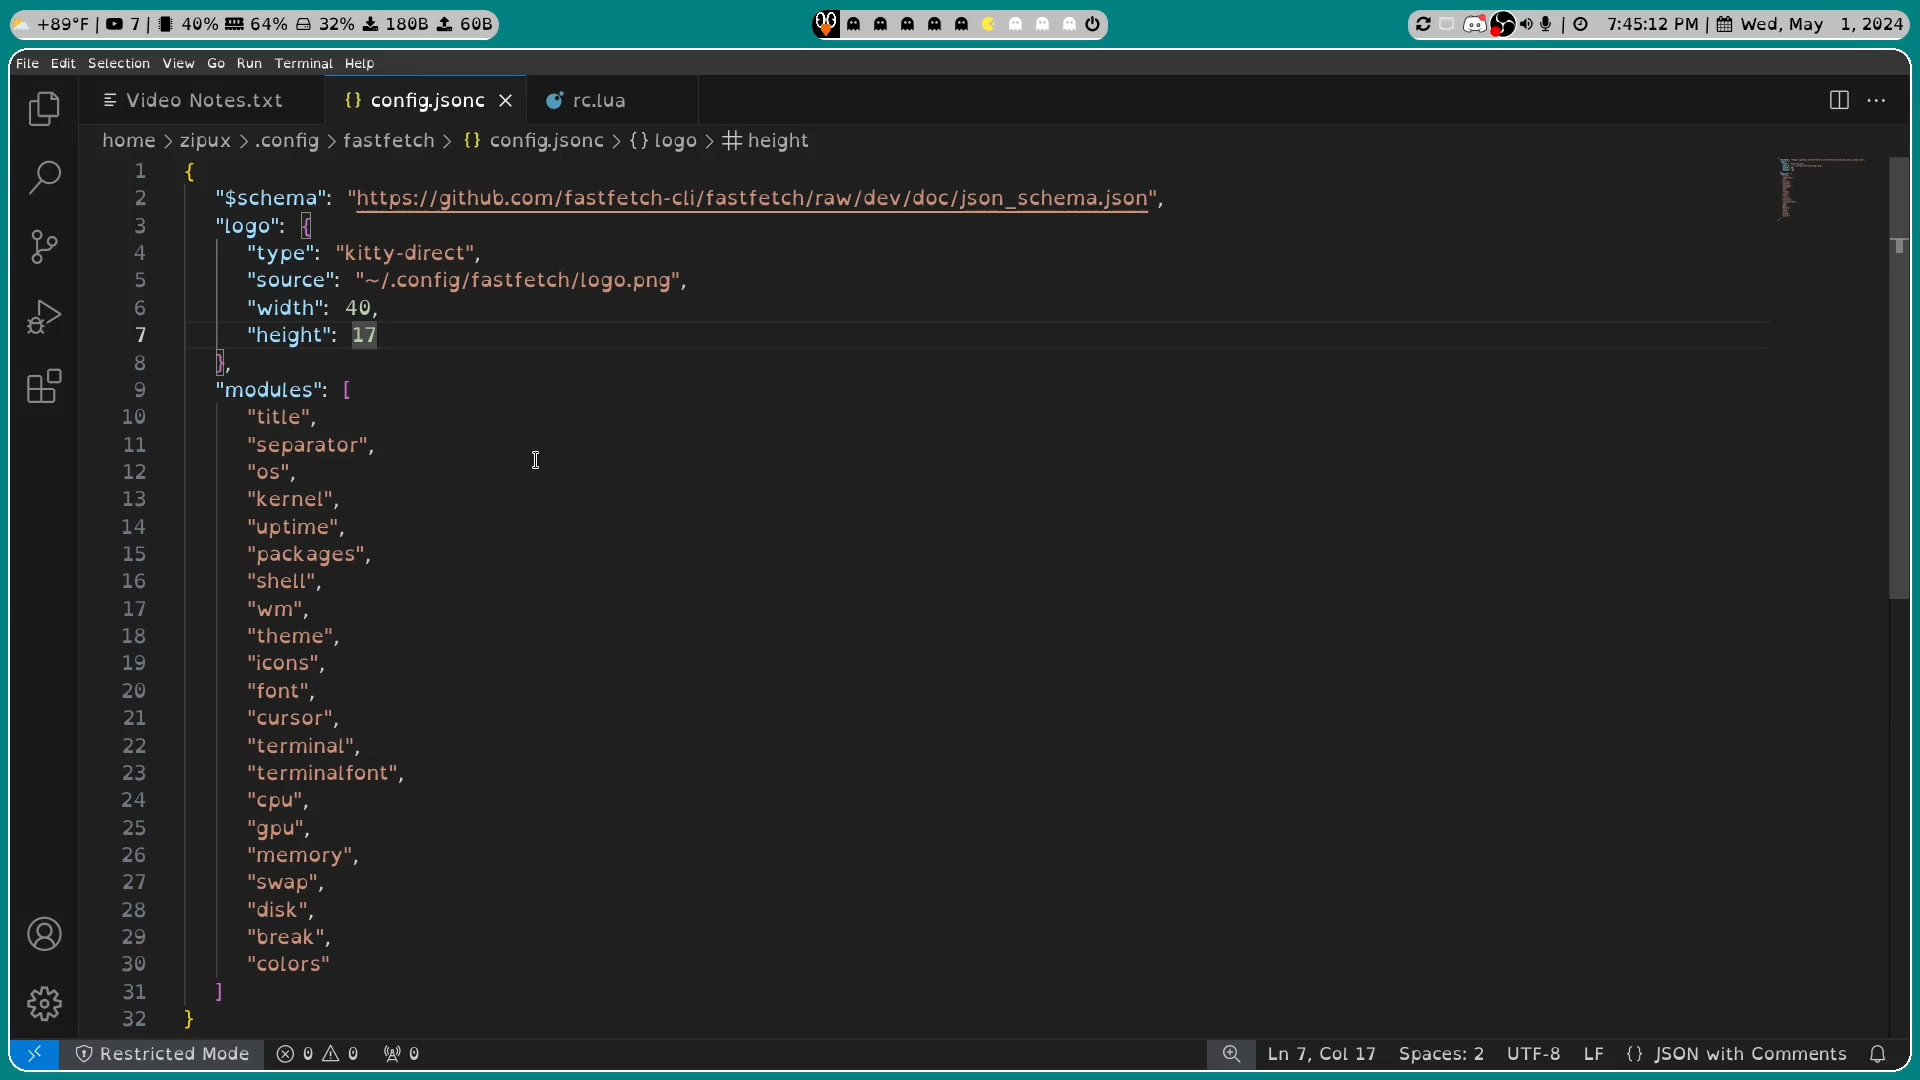 +89°F | 7 | 40% 64% 32% 180B 60B
7:45:12 PM | Wed, May 1, 2024
File Edit Selection View Go Run Terminal Help
Video Notes.txt {} config.jsonc rc.lua
home > zipux > .config > fastfetch > {} config.jsonc > {} logo > height
1 {
2 "$schema": "https://github.com/fastfetch-cli/fastfetch/raw/dev/doc/json_schema.json",
3 "logo": {
4 "type": "kitty-direct",
5 "source": "~/.config/fastfetch/logo.png",
6 "width": 40,
7 "height": 17
8 },
9 "modules": [
10 "title",
11 "separator",
12 "os",
13 "kernel",
14 "uptime",
15 "packages",
16 "shell",
17 "wm",
18 "theme",
19 "icons",
20 "font",
21 "cursor",
22 "terminal",
23 "terminalfont",
24 "cpu",
25 "gpu",
26 "memory",
27 "swap",
28 "disk",
29 "break",
30 "colors"
31 ]
32 }
Restricted Mode 0 0 0 Ln 7, Col 17 Spaces: 2 UTF-8 LF {} JSON with Comments